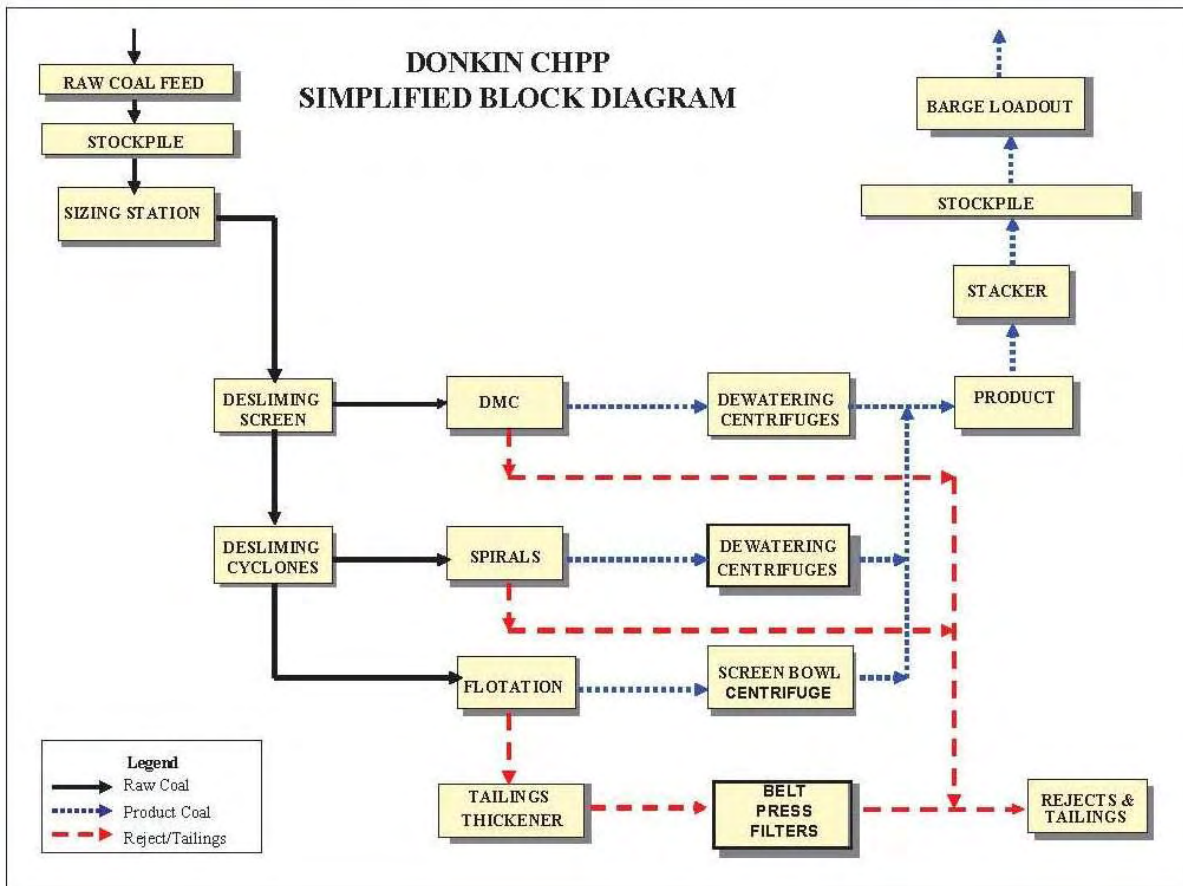 DONKIN CHPP
SIMPLIFIED BLOCK DIAGRAM
RAW COAL FEED
STOCKPILE
SIZING STATION
BARGE LOADOUT
STOCKPILE
STACKER
DESLIMING
SCREEN
DMC
DEWATERING
CENTRIFUGES
PRODUCT
DESLIMING
CYCLONES
SPIRALS
DEWATERING
CENTRIFUGES
FLOTATION
SCREEN BOWL
CENTRIFUGE
TAILINGS
THICKENER
BELT
PRESS
FILTERS
REJECTS &
TAILINGS
Legend
Raw Coal
Product Coal
Reject/Tailings